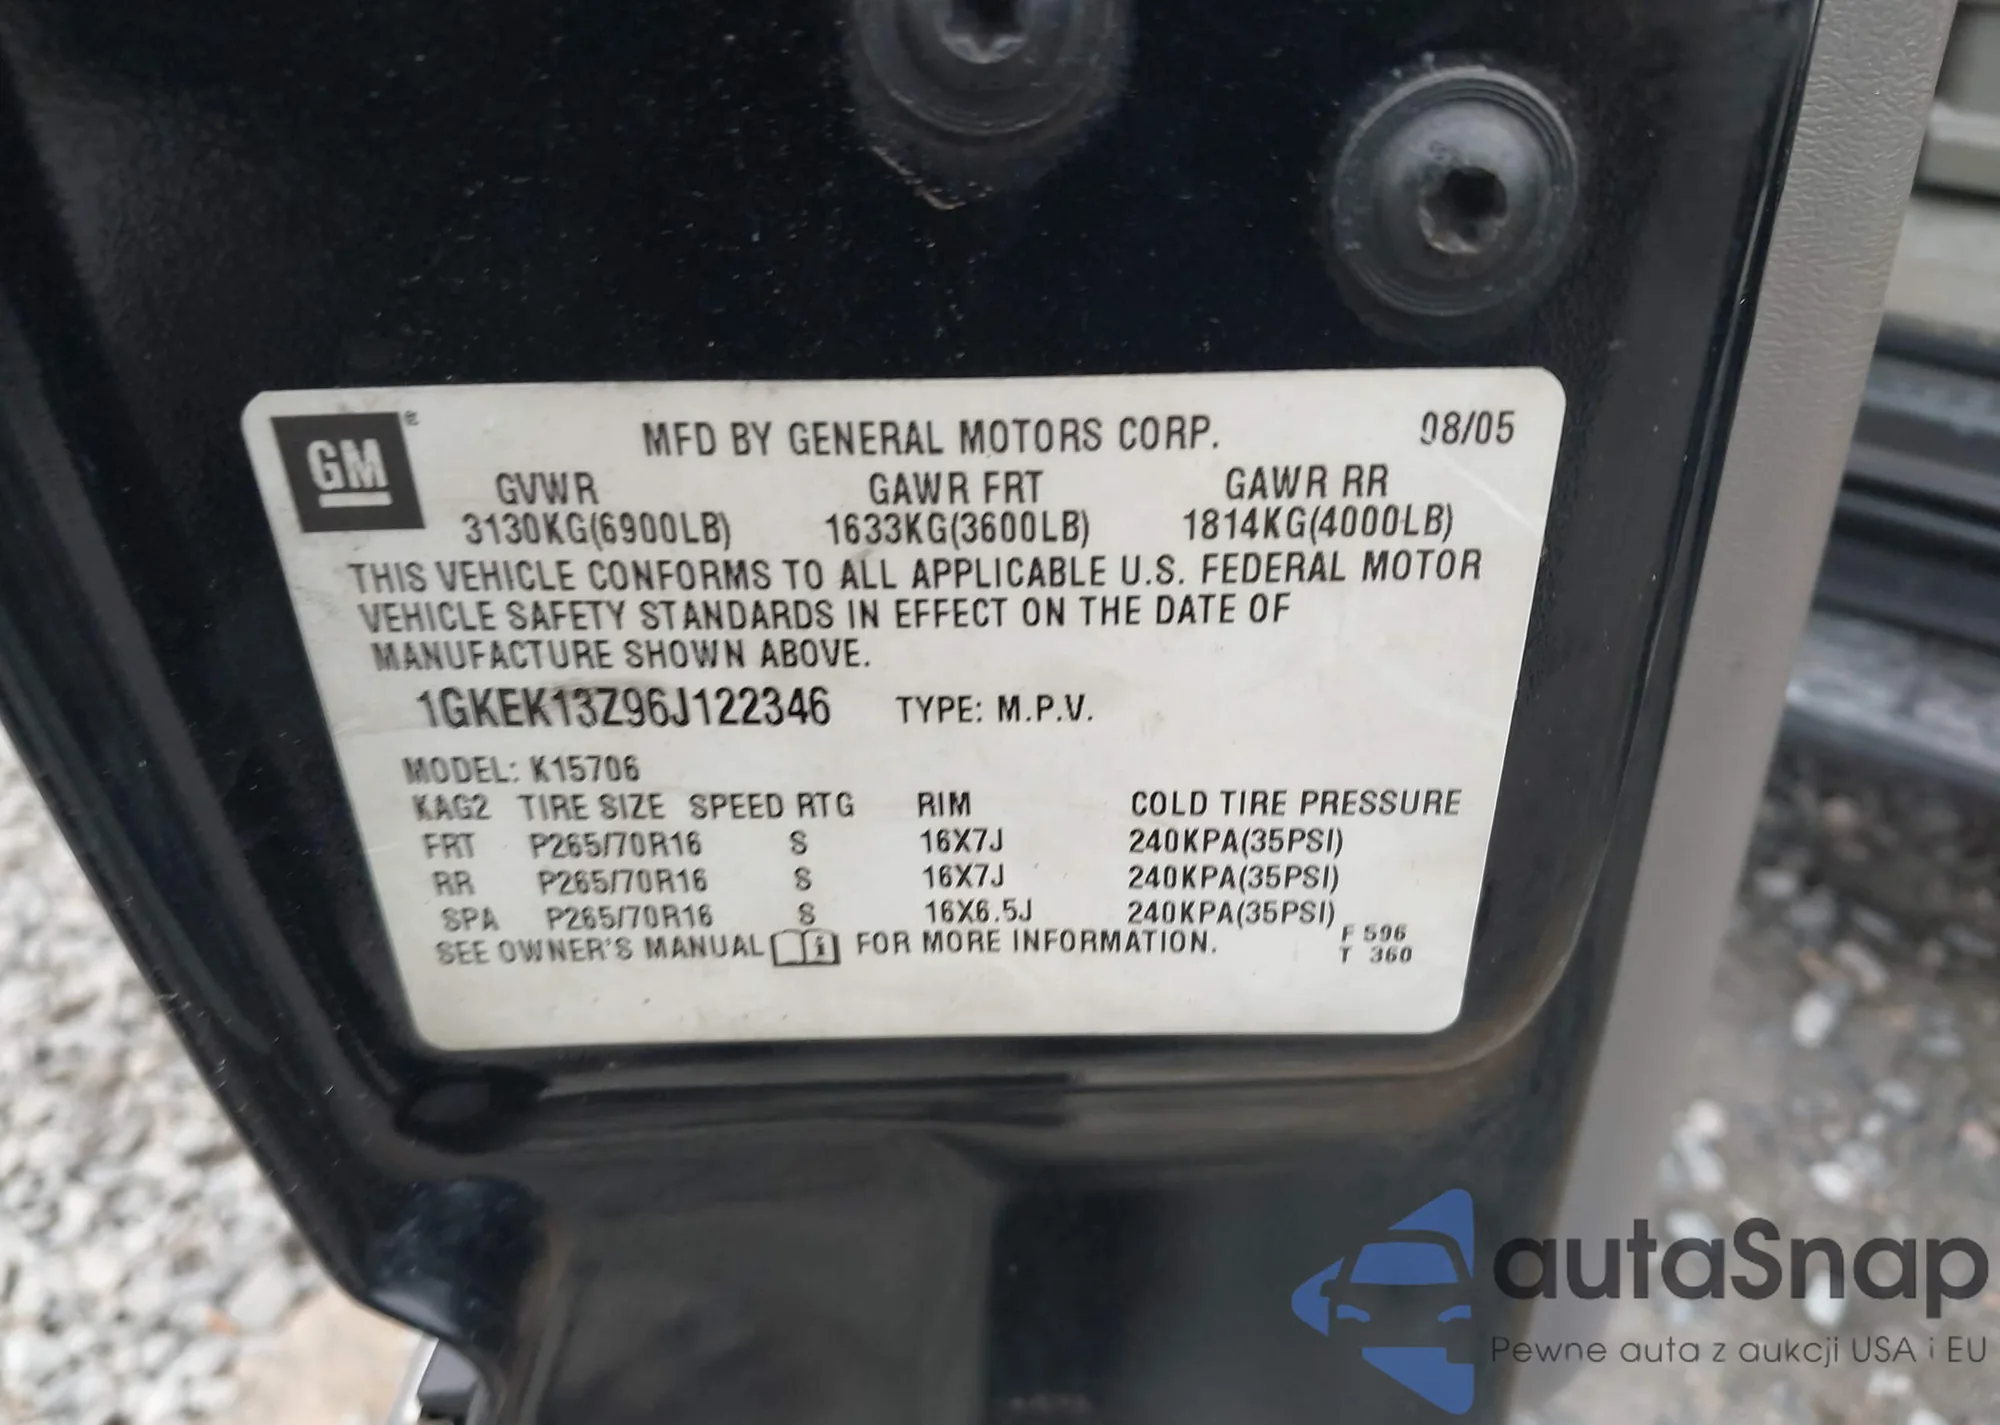 GM ®
MFD BY GENERAL MOTORS CORP. 08/05
GVWR GAWR FRT GAWR RR
3130KG(6900LB) 1633KG(3600LB) 1814KG(4000LB)
THIS VEHICLE CONFORMS TO ALL APPLICABLE U.S. FEDERAL MOTOR
VEHICLE SAFETY STANDARDS IN EFFECT ON THE DATE OF
MANUFACTURE SHOWN ABOVE.
1GKEK13Z96J122346 TYPE: M.P.V.
MODEL: K15706
KAG2 TIRE SIZE SPEED RTG RIM COLD TIRE PRESSURE
FRT P265/70R16 S 16X7J 240KPA(35PSI)
RR P265/70R16 S 16X7J 240KPA(35PSI)
SPA P265/70R16 S 16X6.5J 240KPA(35PSI)
SEE OWNER'S MANUAL i FOR MORE INFORMATION. F 596
T 360
autaSnap
Pewne auta z aukcji USA i EU